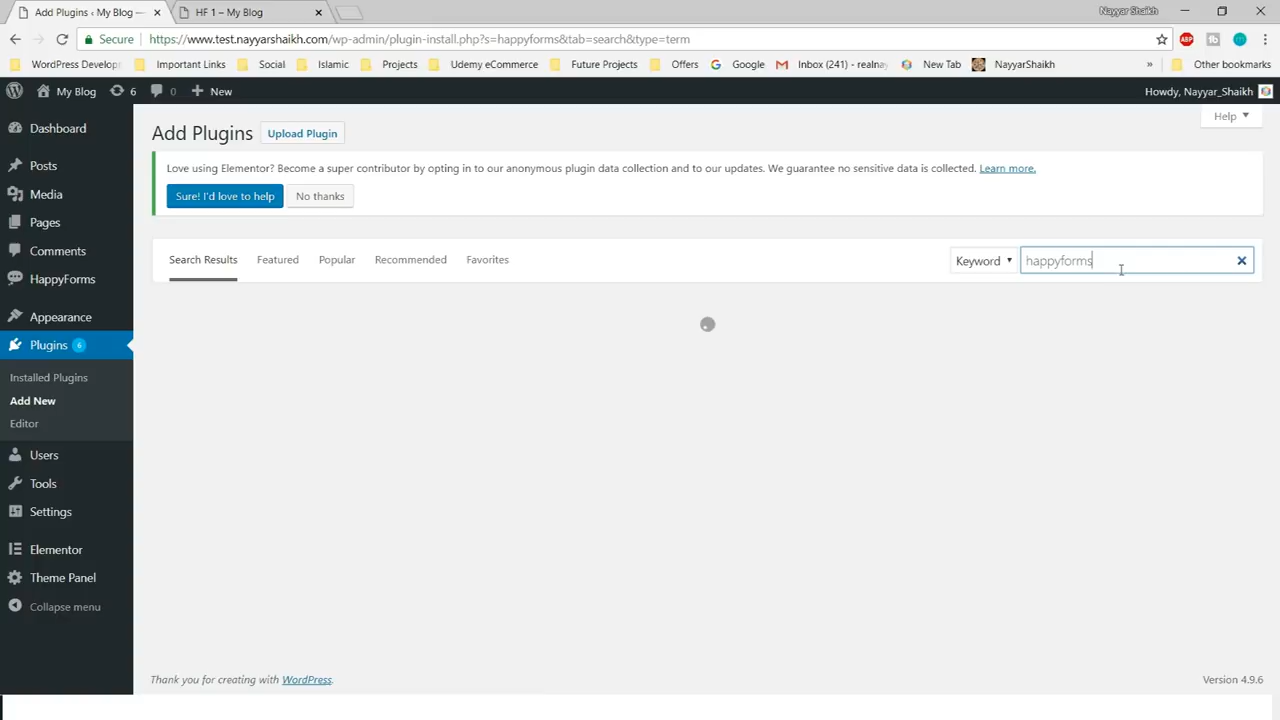 Add Plugins ‹ My Blog —
HF 1 – My Blog
Nayyar Shaikh
Secure
https://www.test.nayyarshaikh.com/wp-admin/plugin-install.php?s=happyforms&tab=search&type=term
WordPress Develop
Important Links
Social
Islamic
Projects
Udemy eCommerce
Future Projects
Offers
Google
Inbox (241) - realnay
New Tab
NayyarShaikh
»
Other bookmarks
My Blog
6
0
New
Howdy, Nayyar_Shaikh
Help
Dashboard
Posts
Media
Pages
Comments
HappyForms
Appearance
Plugins 6
Installed Plugins
Add New
Editor
Users
Tools
Settings
Elementor
Theme Panel
Collapse menu
Add Plugins
Upload Plugin
Love using Elementor? Become a super contributor by opting in to our anonymous plugin data collection and to our updates. We guarantee no sensitive data is collected. Learn more.
Sure! I'd love to help
No thanks
Search Results
Featured
Popular
Recommended
Favorites
Keyword
happyforms
Thank you for creating with WordPress.
Version 4.9.6